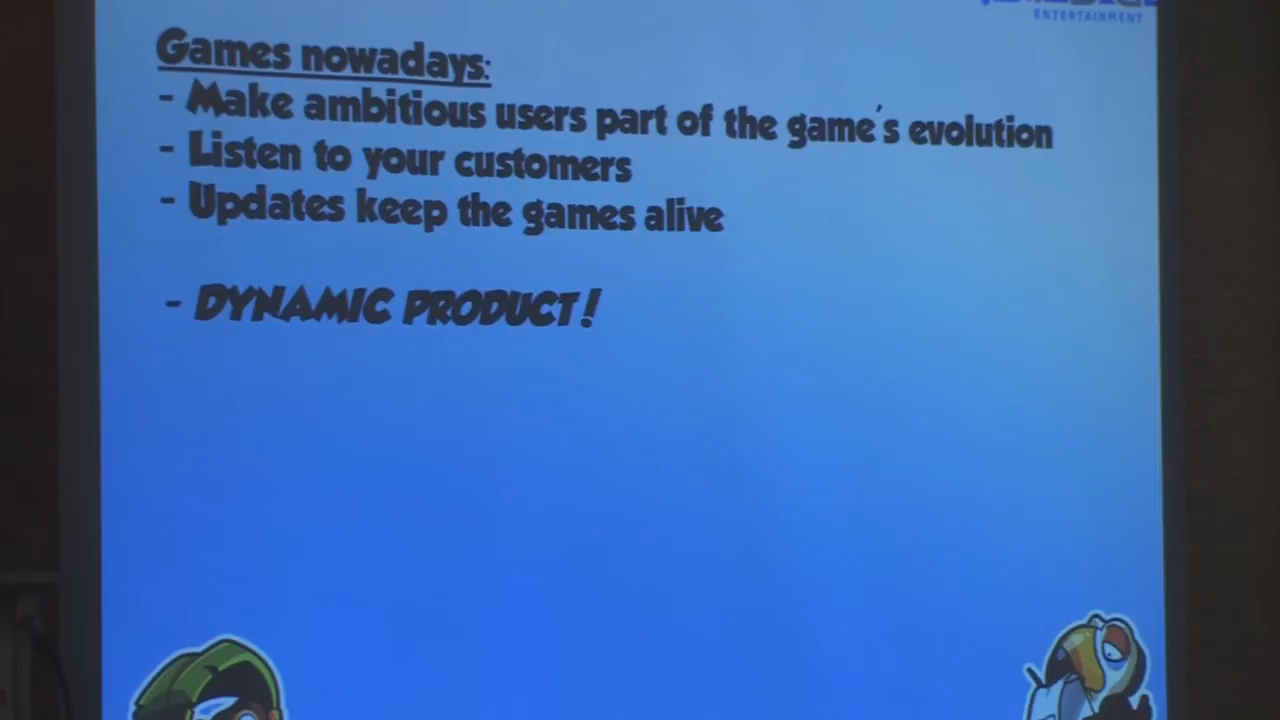 ENTERTAINMENT
Games nowadays:
- Make ambitious users part of the game's evolution
- Listen to your customers
- Updates keep the games alive
- DYNAMIC PRODUCT!